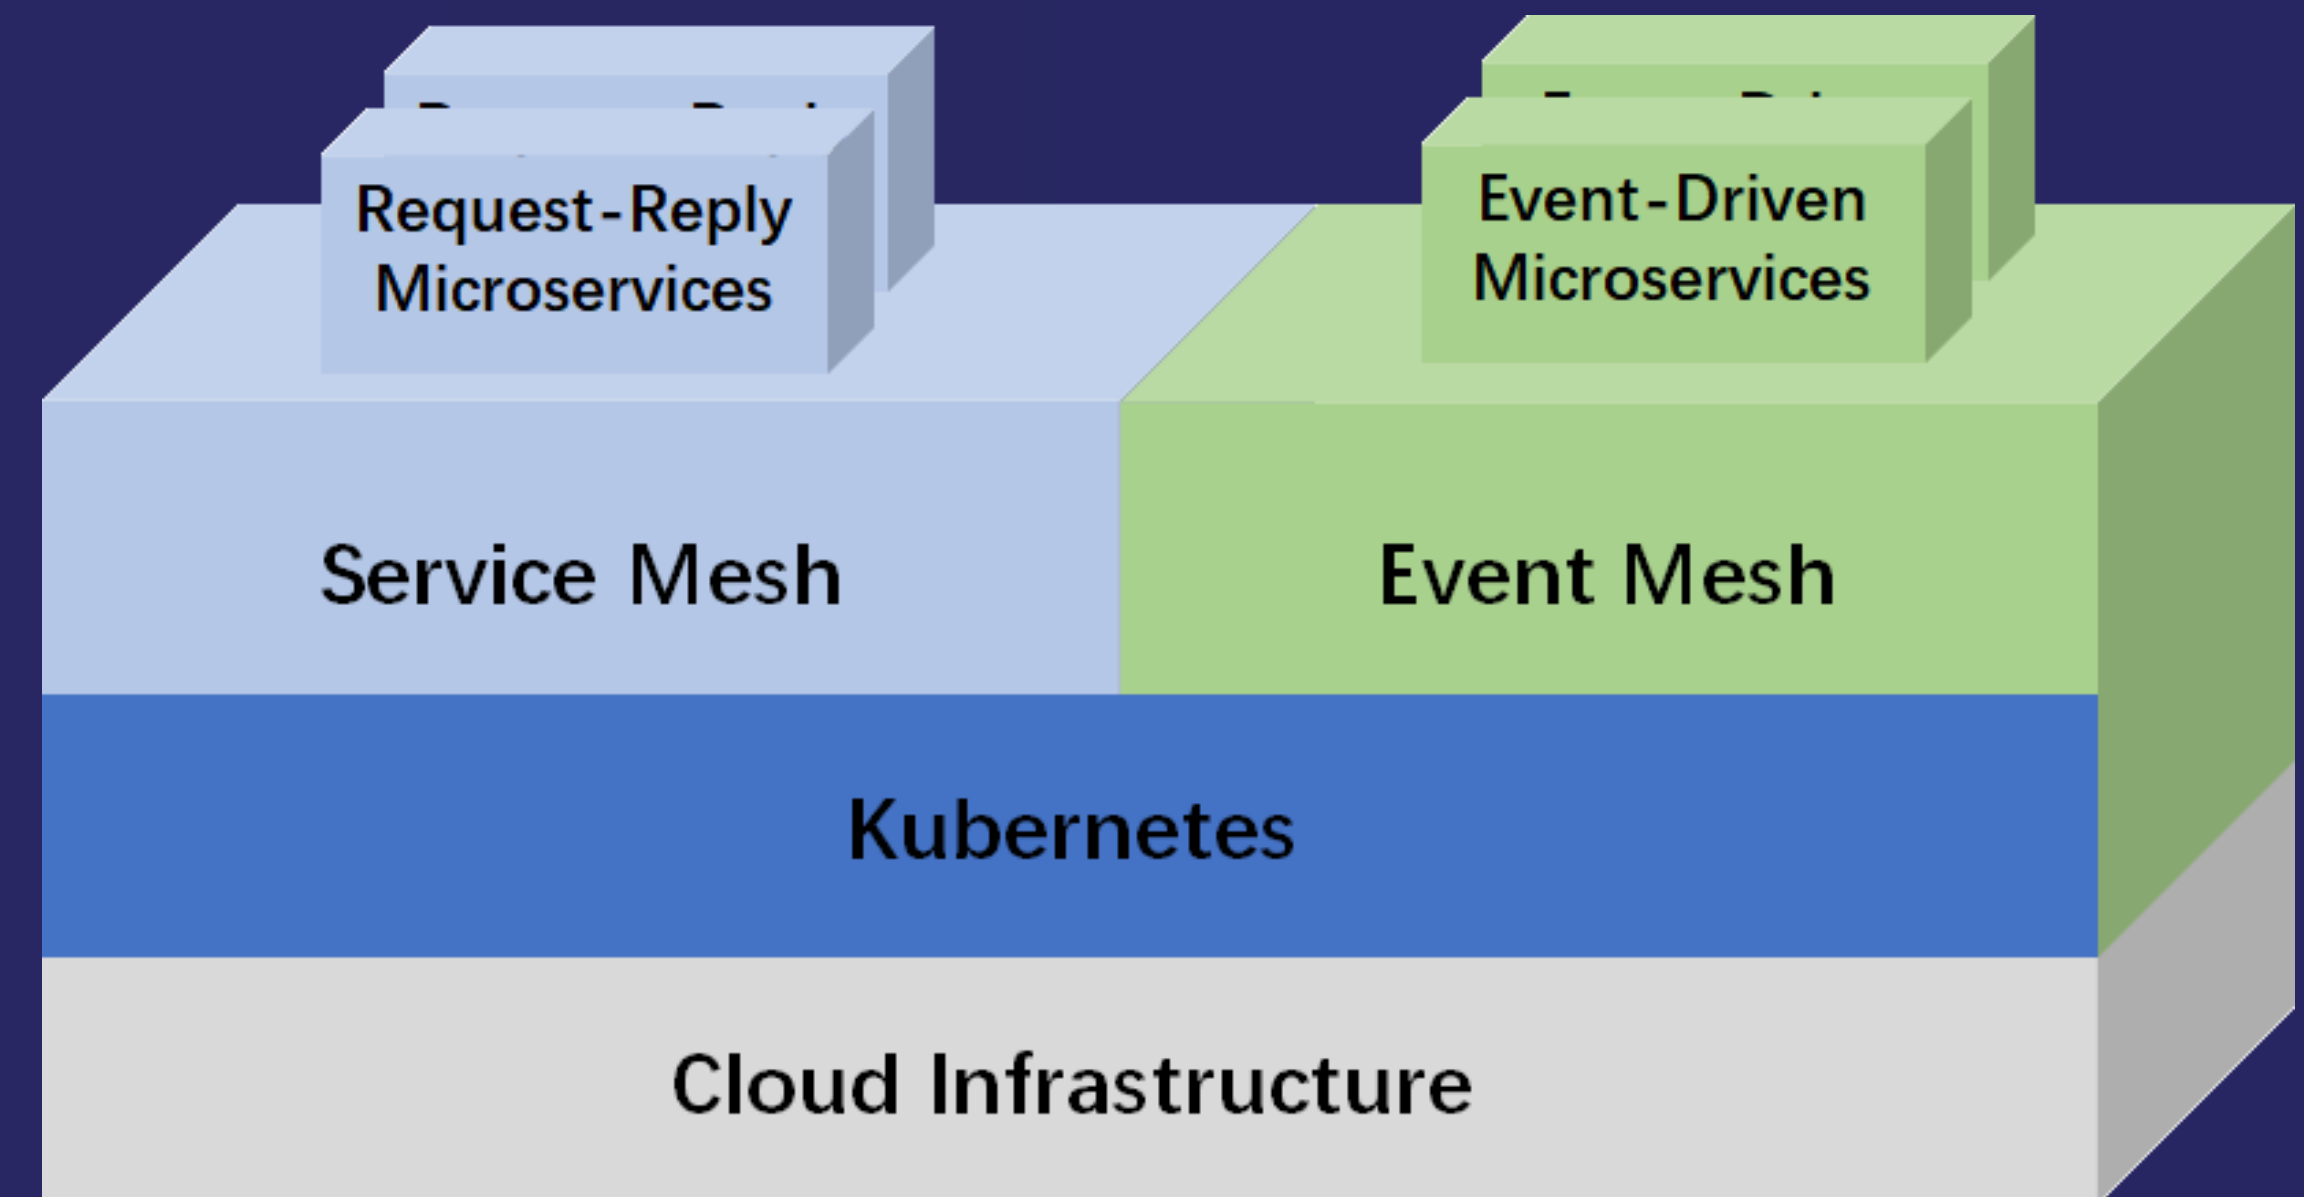 Request-Reply
Microservices
Event-Driven
Microservices
Service Mesh
Event Mesh
Kubernetes
Cloud Infrastructure